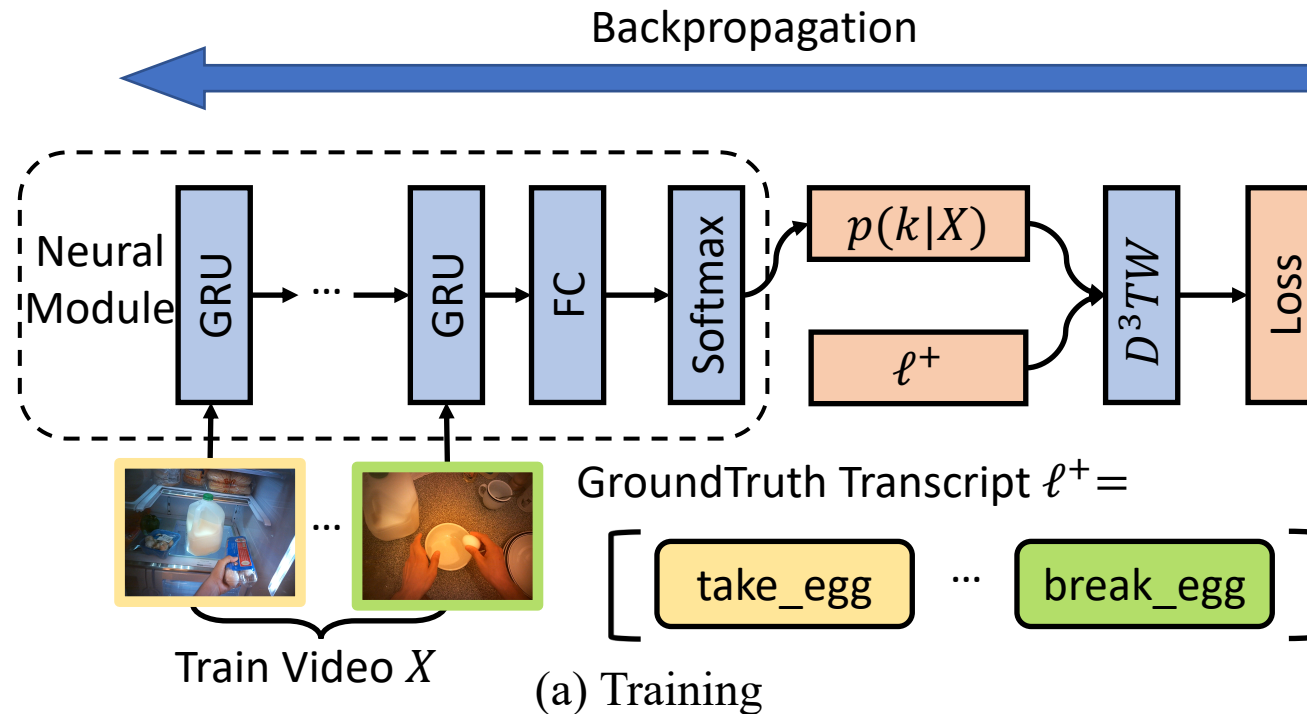 Backpropagation
Neural
Module
GRU
...
GRU
FC
Softmax
p(k|X)
ℓ⁺
D³TW
Loss
...
GroundTruth Transcript ℓ⁺=
[ take_egg ... break_egg ]
Train Video X
(a) Training